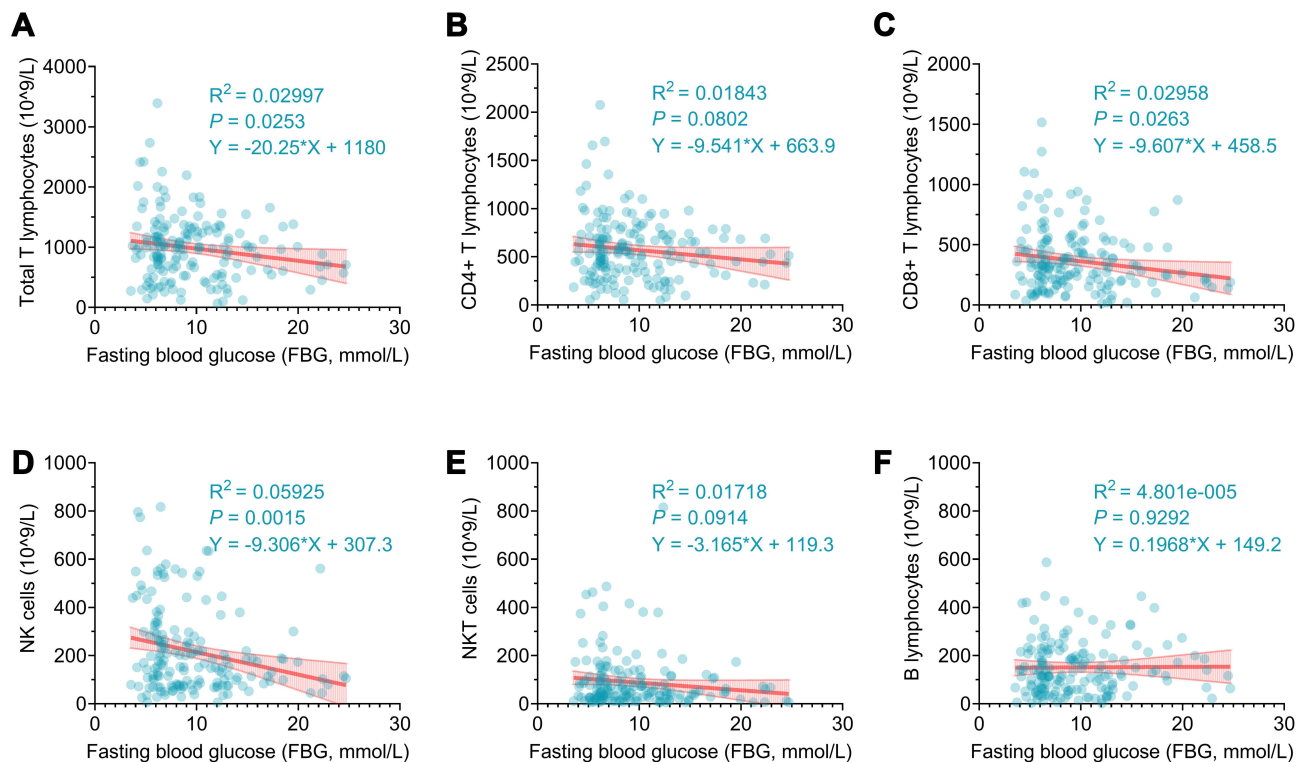 A
Total T lymphocytes (10^9/L)
4000
3000
2000
1000
0
R² = 0.02997
P = 0.0253
Y = -20.25*X + 1180
0 10 20 30
Fasting blood glucose (FBG, mmol/L)
B
CD4+ T lymphocytes (10^9/L)
2500
2000
1500
1000
500
0
R² = 0.01843
P = 0.0802
Y = -9.541*X + 663.9
0 10 20 30
Fasting blood glucose (FBG, mmol/L)
C
CD8+ T lymphocytes (10^9/L)
2000
1500
1000
500
0
R² = 0.02958
P = 0.0263
Y = -9.607*X + 458.5
0 10 20 30
Fasting blood glucose (FBG, mmol/L)
D
NK cells (10^9/L)
1000
800
600
400
200
0
R² = 0.05925
P = 0.0015
Y = -9.306*X + 307.3
0 10 20 30
Fasting blood glucose (FBG, mmol/L)
E
NKT cells (10^9/L)
1000
800
600
400
200
0
R² = 0.01718
P = 0.0914
Y = -3.165*X + 119.3
0 10 20 30
Fasting blood glucose (FBG, mmol/L)
F
B lymphocytes (10^9/L)
1000
800
600
400
200
0
R² = 4.801e-005
P = 0.9292
Y = 0.1968*X + 149.2
0 10 20 30
Fasting blood glucose (FBG, mmol/L)